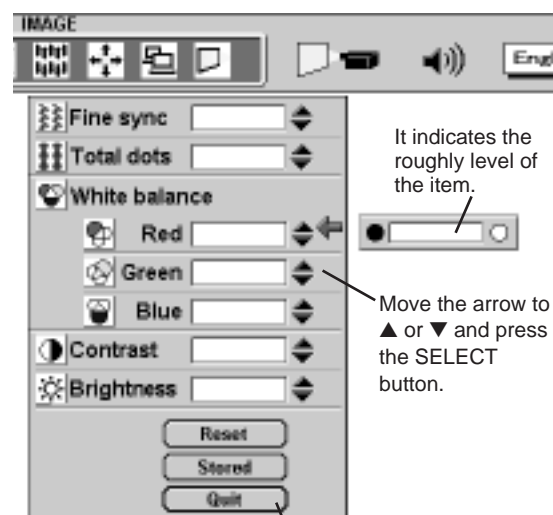 IMAGE
Fine sync
Total dots
White balance
Red
Green
Blue
Contrast
Brightness
Reset
Stored
Quit
It indicates the
roughly level of
the item.
Move the arrow to
▲ or ▼ and press
the SELECT
button.